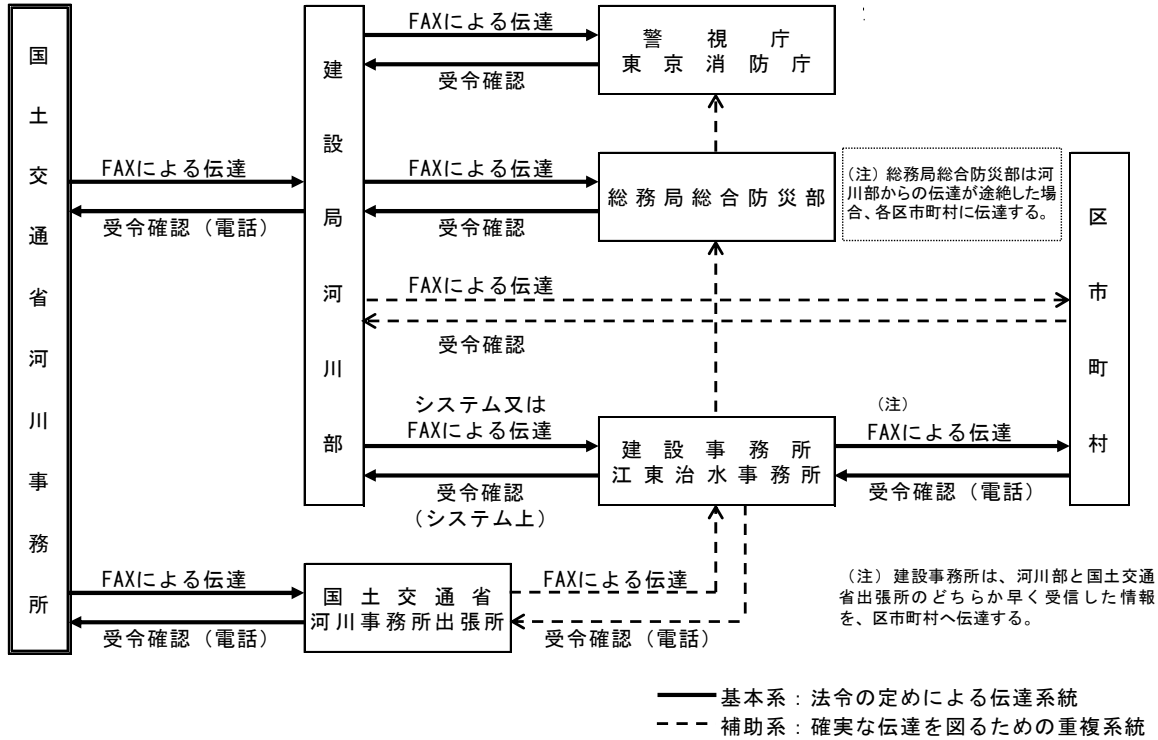 国土交通省河川事務所
FAXによる伝達
受令確認（電話）
FAXによる伝達
受令確認（電話）
建設局河川部
国土交通省
河川事務所出張所
FAXによる伝達
受令確認
FAXによる伝達
受令確認
FAXによる伝達
受令確認
システム又は
FAXによる伝達
受令確認
（システム上）
FAXによる伝達
受令確認（電話）
警視庁
東京消防庁
総務局総合防災部
（注）総務局総合防災部は河
川部からの伝達が途絶した場
合、各区市町村に伝達する。
建設事務所
江東治水事務所
（注）
FAXによる伝達
受令確認（電話）
区市町村
（注）建設事務所は、河川部と国土交通
省出張所のどちらか早く受信した情報
を、区市町村へ伝達する。
基本系：法令の定めによる伝達系統
補助系：確実な伝達を図るための重複系統